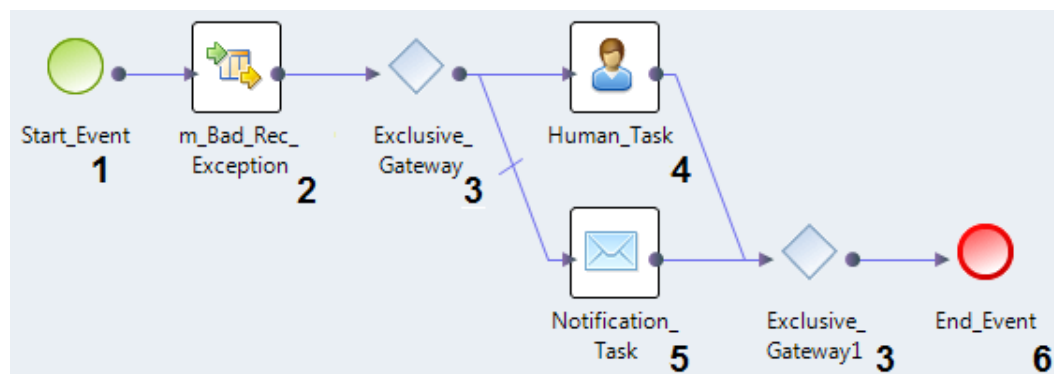 Start_Event
1
m_Bad_Rec_
Exception
2
Exclusive_
Gateway
3
Human_Task
4
Notification_
Task
5
Exclusive_
Gateway1
3
End_Event
6